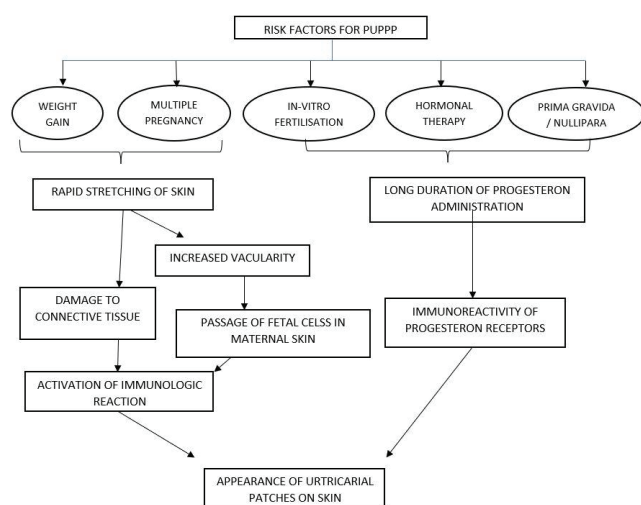 RISK FACTORS FOR PUPPP
WEIGHT
GAIN
MULTIPLE
PREGNANCY
IN-VITRO
FERTILISATION
HORMONAL
THERAPY
PRIMA GRAVIDA
/ NULLIPARA
RAPID STRETCHING OF SKIN
LONG DURATION OF PROGESTERON
ADMINISTRATION
INCREASED VACULARITY
DAMAGE TO
CONNECTIVE TISSUE
PASSAGE OF FETAL CELSS IN
MATERNAL SKIN
IMMUNOREACTIVITY OF
PROGESTERON RECEPTORS
ACTIVATION OF IMMUNOLOGIC
REACTION
APPEARANCE OF URTRICARIAL
PATCHES ON SKIN